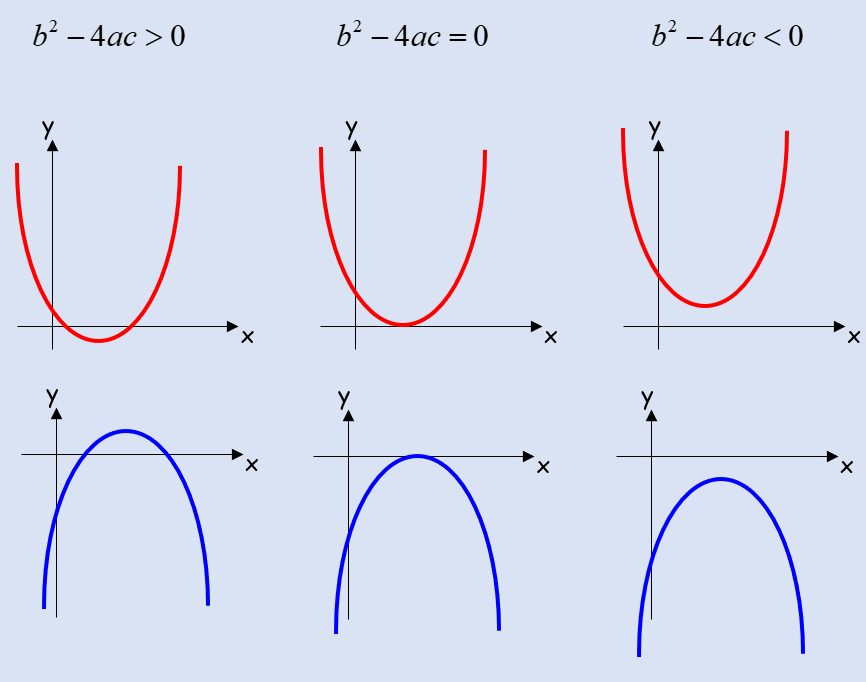 b² − 4ac > 0
b² − 4ac = 0
b² − 4ac < 0
y
y
y
x
x
x
y
y
y
x
x
x